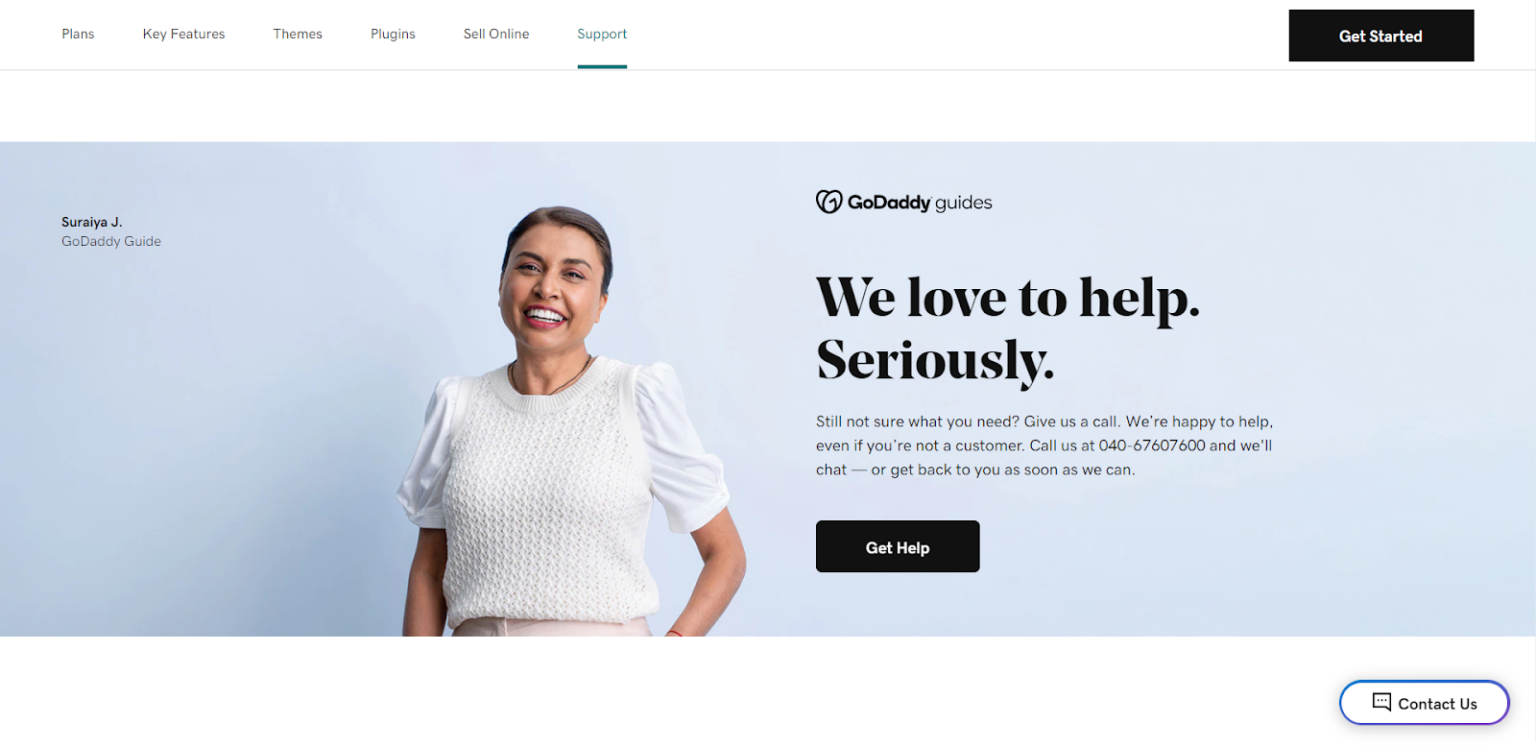 Plans
Key Features
Themes
Plugins
Sell Online
Support
Get Started
Suraiya J.
GoDaddy Guide
GoDaddy guides
We love to help.
Seriously.
Still not sure what you need? Give us a call. We're happy to help,
even if you're not a customer. Call us at 040-67607600 and we'll
chat — or get back to you as soon as we can.
Get Help
Contact Us